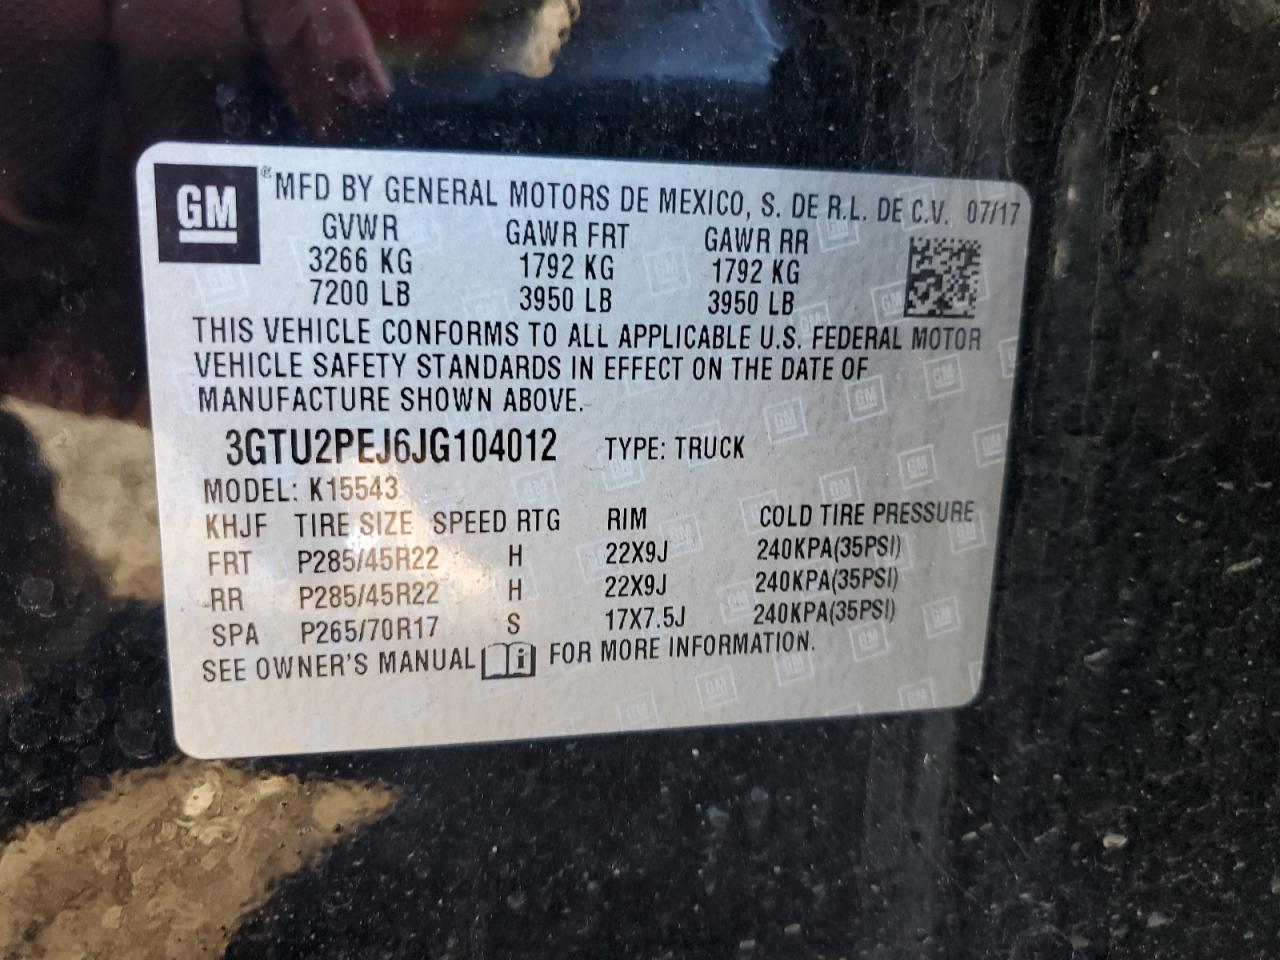 GM ® MFD BY GENERAL MOTORS DE MEXICO, S. DE R.L. DE C.V. 07/17
GVWR GAWR FRT GAWR RR
3266 KG 1792 KG 1792 KG
7200 LB 3950 LB 3950 LB
THIS VEHICLE CONFORMS TO ALL APPLICABLE U.S. FEDERAL MOTOR
VEHICLE SAFETY STANDARDS IN EFFECT ON THE DATE OF
MANUFACTURE SHOWN ABOVE.
3GTU2PEJ6JG104012 TYPE: TRUCK
MODEL: K15543
KHJF TIRE SIZE SPEED RTG RIM COLD TIRE PRESSURE
FRT P285/45R22 H 22X9J 240KPA(35PSI)
RR P285/45R22 H 22X9J 240KPA(35PSI)
SPA P265/70R17 S 17X7.5J 240KPA(35PSI)
SEE OWNER'S MANUAL FOR MORE INFORMATION.